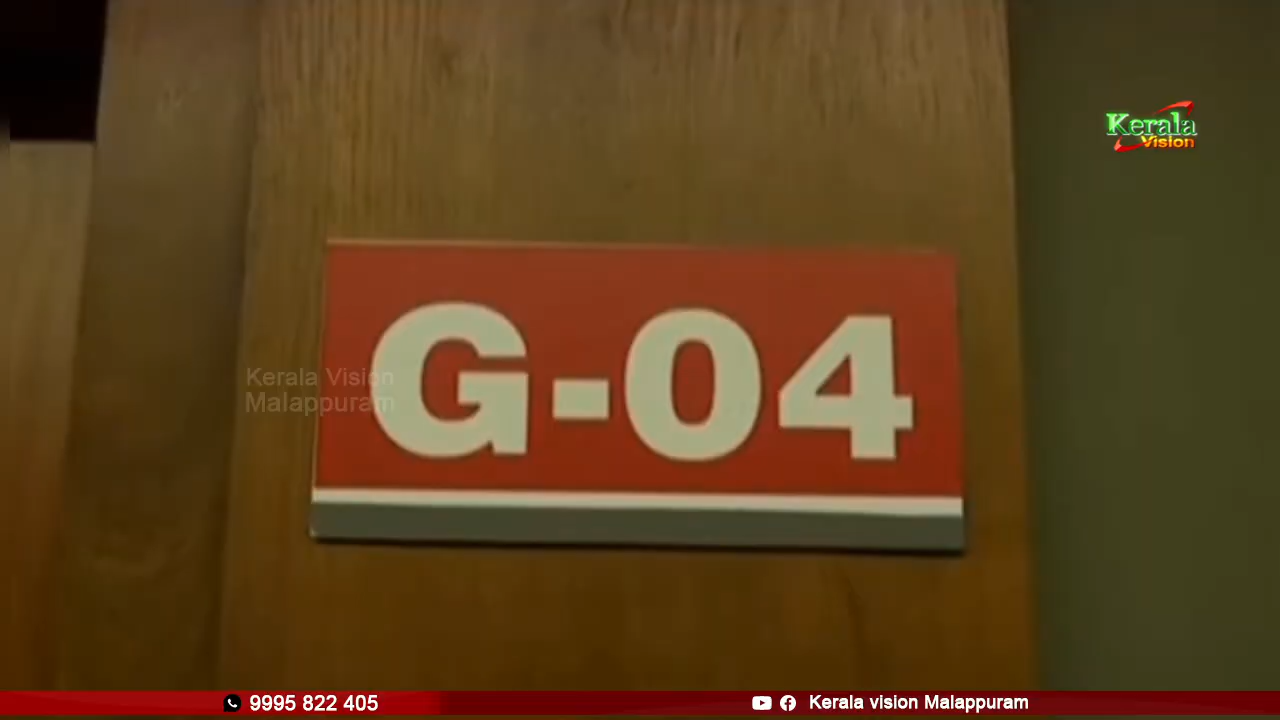 Kerala
Vision
G-04
Kerala Vision
Malappuram
9995 822 405
Kerala vision Malappuram